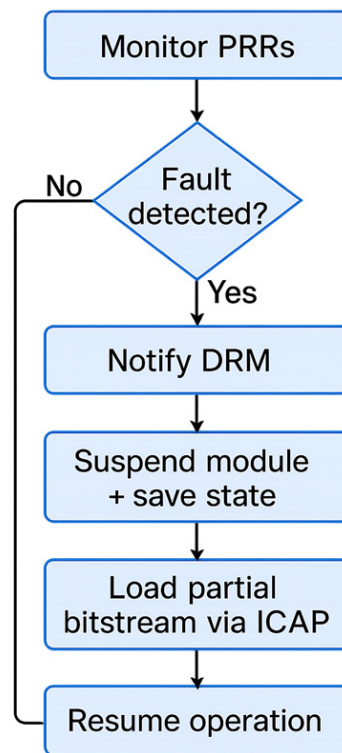 Monitor PRRs
Fault
detected?
No
Yes
Notify DRM
Suspend module
+ save state
Load partial
bitstream via ICAP
Resume operation